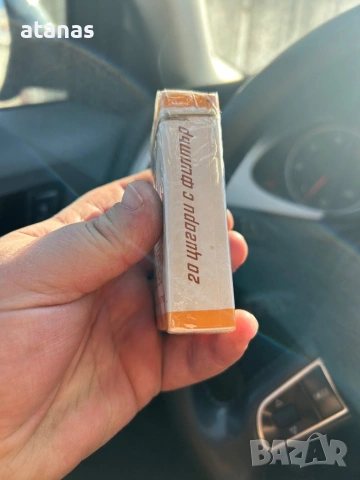 atanas
20 цигари с филтър
BAZAR